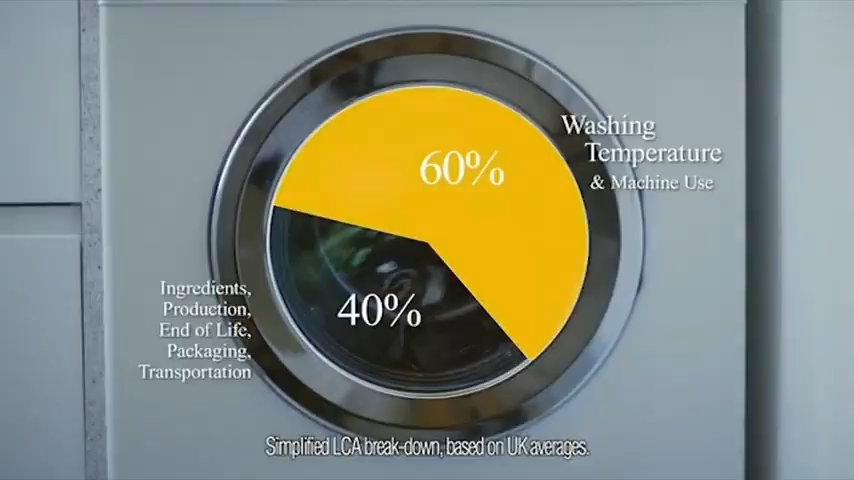 Washing
Temperature
& Machine Use
60%
40%
Ingredients,
Production,
End of Life,
Packaging,
Transportation
Simplified LCA break-down, based on UK averages.